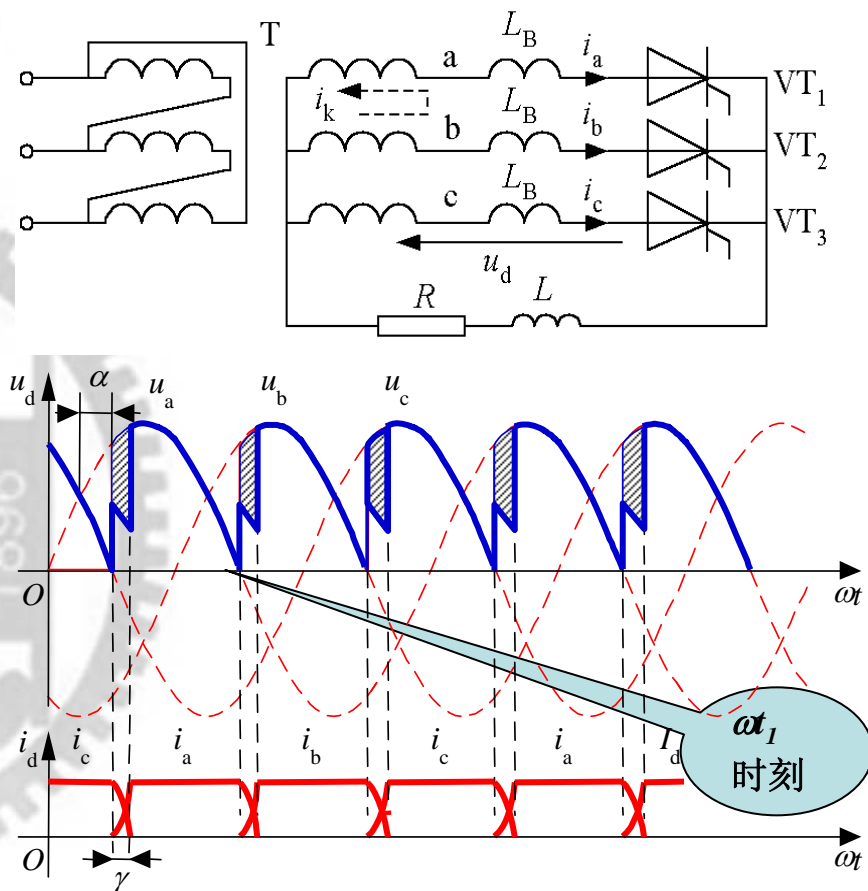 T
a
L_B
i_a
VT_1
i_k
b
L_B
i_b
VT_2
c
L_B
i_c
VT_3
u_d
R
L
u_d
α
u_a
u_b
u_c
O
ωt
ωt_1
时刻
i_d
i_c
i_a
i_b
i_c
i_a
I_d
O
γ
ωt
1896